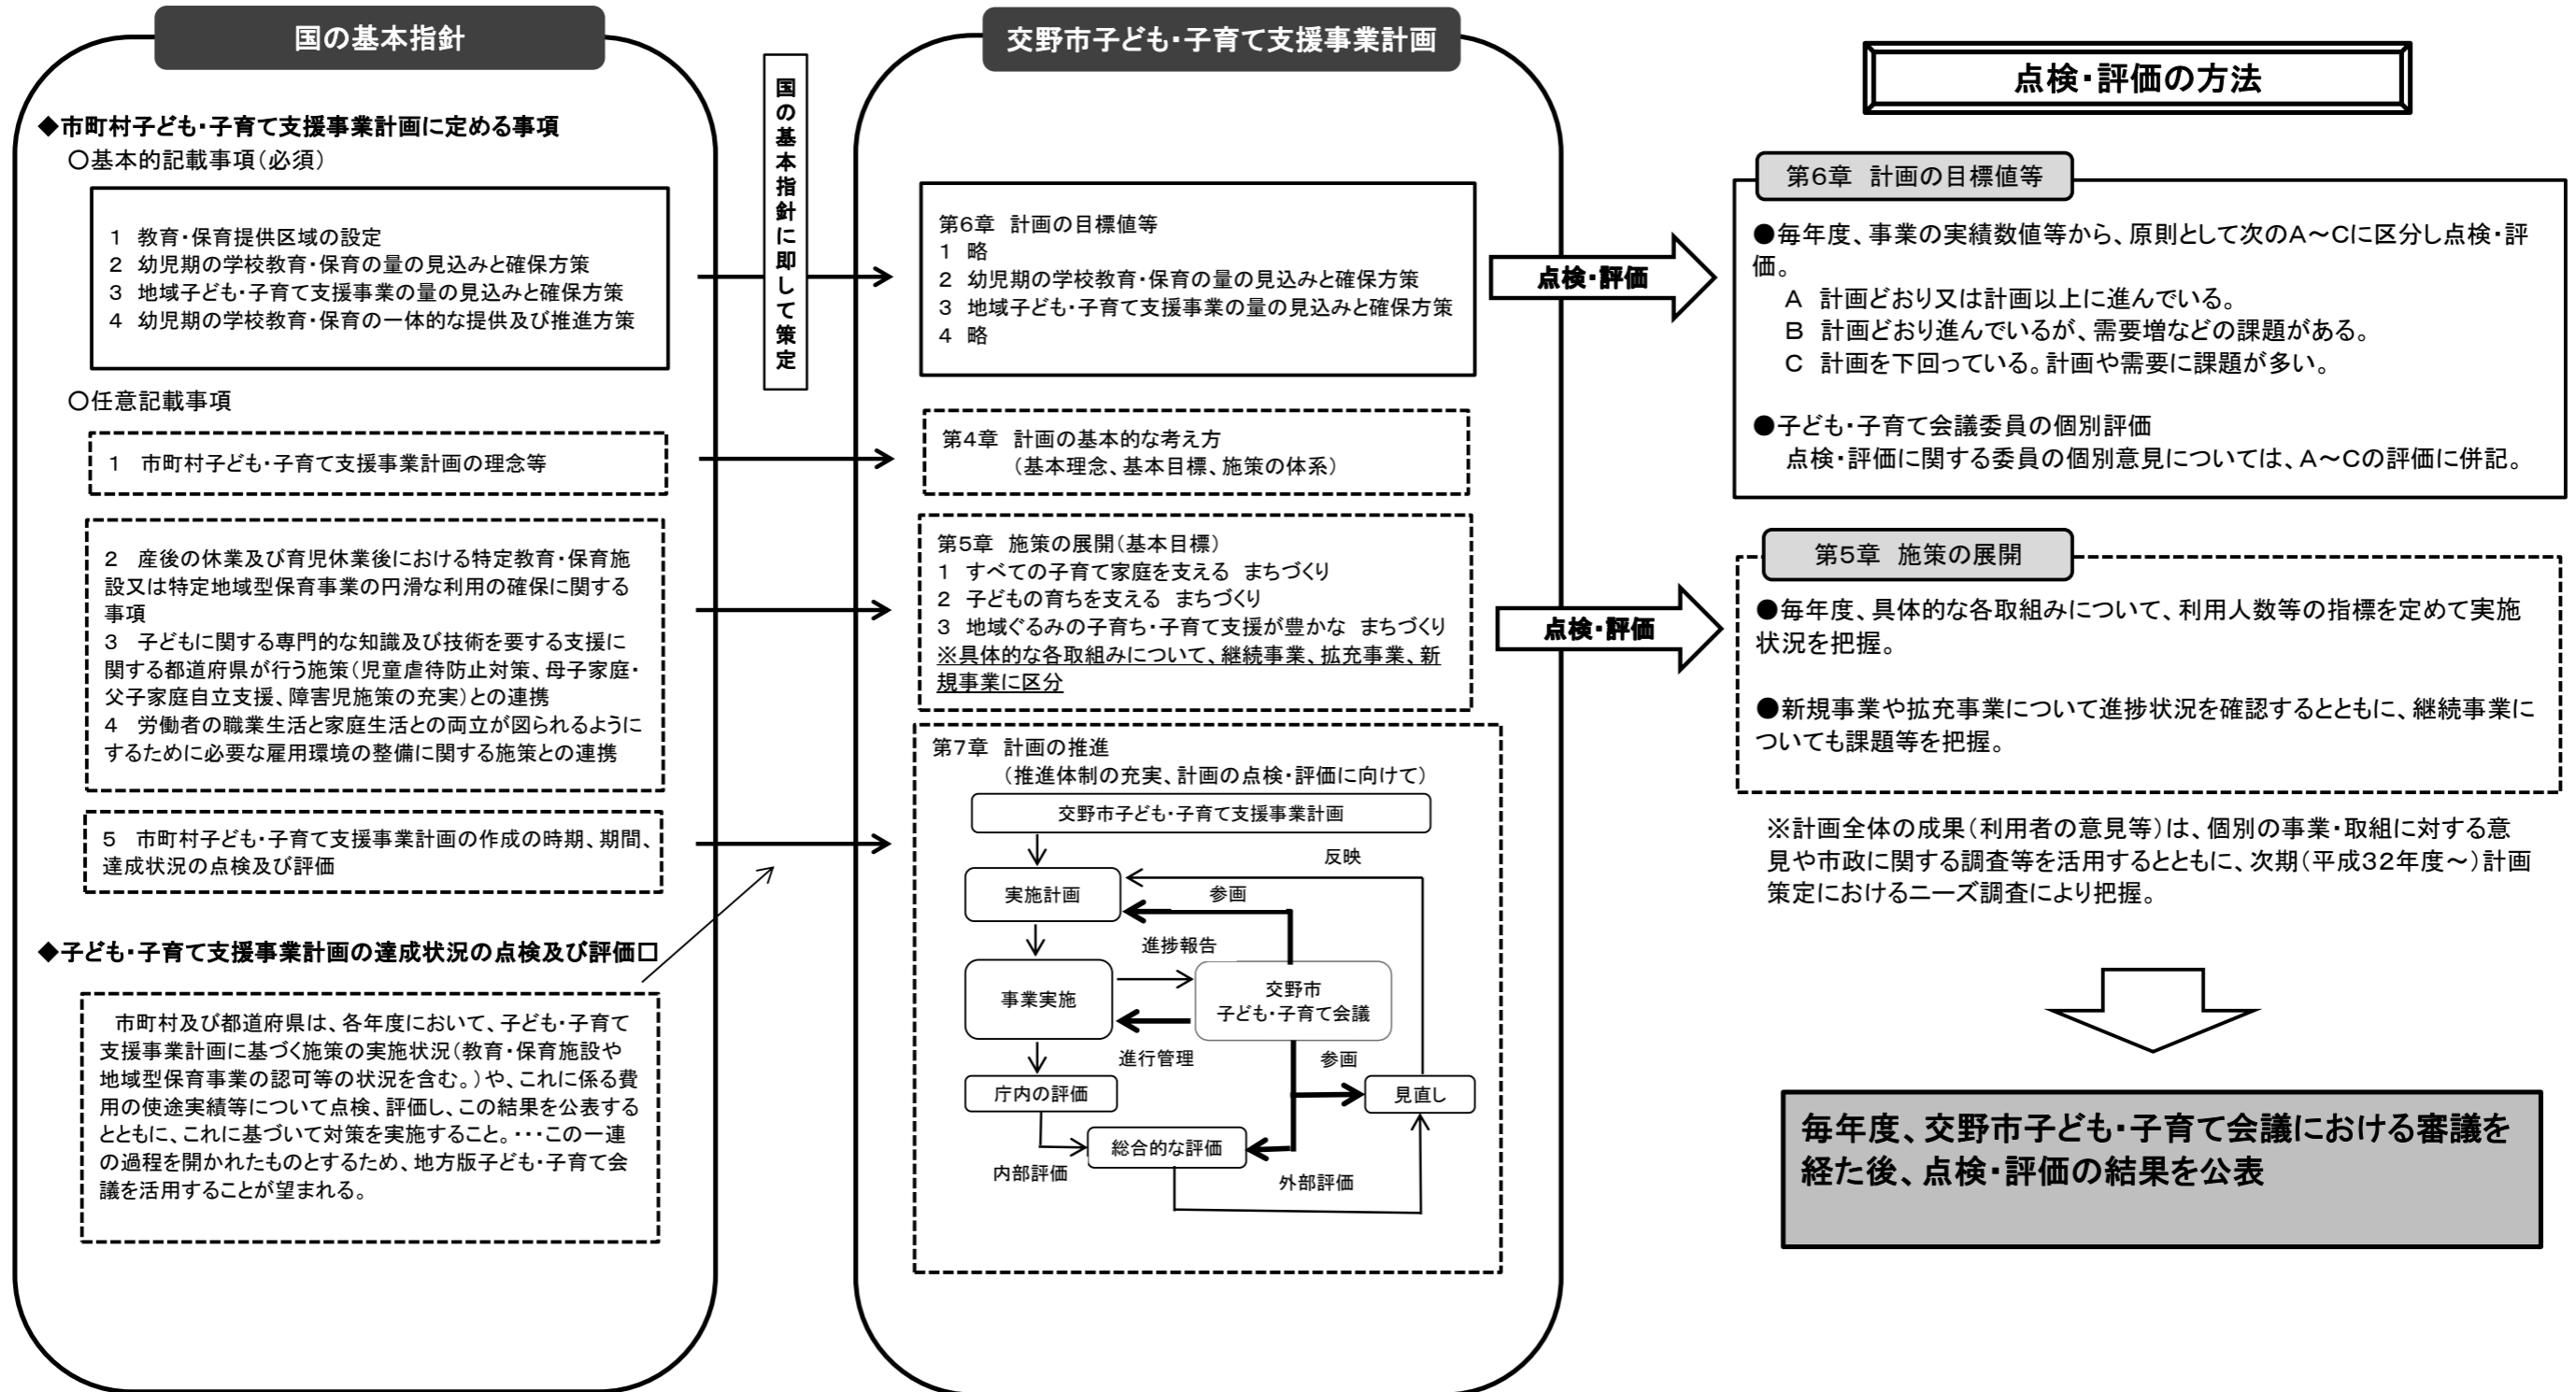 国の基本指針
◆市町村子ども・子育て支援事業計画に定める事項
○基本的記載事項(必須)
1 教育・保育提供区域の設定
2 幼児期の学校教育・保育の量の見込みと確保方策
3 地域子ども・子育て支援事業の量の見込みと確保方策
4 幼児期の学校教育・保育の一体的な提供及び推進方策
○任意記載事項
1 市町村子ども・子育て支援事業計画の理念等
2 産後の休業及び育児休業後における特定教育・保育施
設又は特定地域型保育事業の円滑な利用の確保に関する
事項
3 子どもに関する専門的な知識及び技術を要する支援に
関する都道府県が行う施策(児童虐待防止対策、母子家庭・
父子家庭自立支援、障害児施策の充実)との連携
4 労働者の職業生活と家庭生活との両立が図られるように
するために必要な雇用環境の整備に関する施策との連携
5 市町村子ども・子育て支援事業計画の作成の時期、期間、
達成状況の点検及び評価
◆子ども・子育て支援事業計画の達成状況の点検及び評価□
市町村及び都道府県は、各年度において、子ども・子育て
支援事業計画に基づく施策の実施状況(教育・保育施設や
地域型保育事業の認可等の状況を含む。)や、これに係る費
用の使途実績等について点検、評価し、この結果を公表する
とともに、これに基づいて対策を実施すること。・・・この一連
の過程を開かれたものとするため、地方版子ども・子育て会
議を活用することが望まれる。
国の基本指針に即して策定
交野市子ども・子育て支援事業計画
第6章 計画の目標値等
1 略
2 幼児期の学校教育・保育の量の見込みと確保方策
3 地域子ども・子育て支援事業の量の見込みと確保方策
4 略
第4章 計画の基本的な考え方
(基本理念、基本目標、施策の体系)
第5章 施策の展開(基本目標)
1 すべての子育て家庭を支える まちづくり
2 子どもの育ちを支える まちづくり
3 地域ぐるみの子育ち・子育て支援が豊かな まちづくり
※具体的な各取組みについて、継続事業、拡充事業、新
規事業に区分
第7章 計画の推進
(推進体制の充実、計画の点検・評価に向けて)
交野市子ども・子育て支援事業計画
反映
実施計画
参画
進捗報告
事業実施
交野市
子ども・子育て会議
進行管理
参画
庁内の評価
見直し
総合的な評価
内部評価
外部評価
点検・評価
点検・評価
点検・評価の方法
第6章 計画の目標値等
●毎年度、事業の実績数値等から、原則として次のA~Cに区分し点検・評
価。
A 計画どおり又は計画以上に進んでいる。
B 計画どおり進んでいるが、需要増などの課題がある。
C 計画を下回っている。計画や需要に課題が多い。
●子ども・子育て会議委員の個別評価
点検・評価に関する委員の個別意見については、A~Cの評価に併記。
第5章 施策の展開
●毎年度、具体的な各取組みについて、利用人数等の指標を定めて実施
状況を把握。
●新規事業や拡充事業について進捗状況を確認するとともに、継続事業に
ついても課題等を把握。
※計画全体の成果(利用者の意見等)は、個別の事業・取組に対する意
見や市政に関する調査等を活用するとともに、次期(平成32年度~)計画
策定におけるニーズ調査により把握。
毎年度、交野市子ども・子育て会議における審議を
経た後、点検・評価の結果を公表